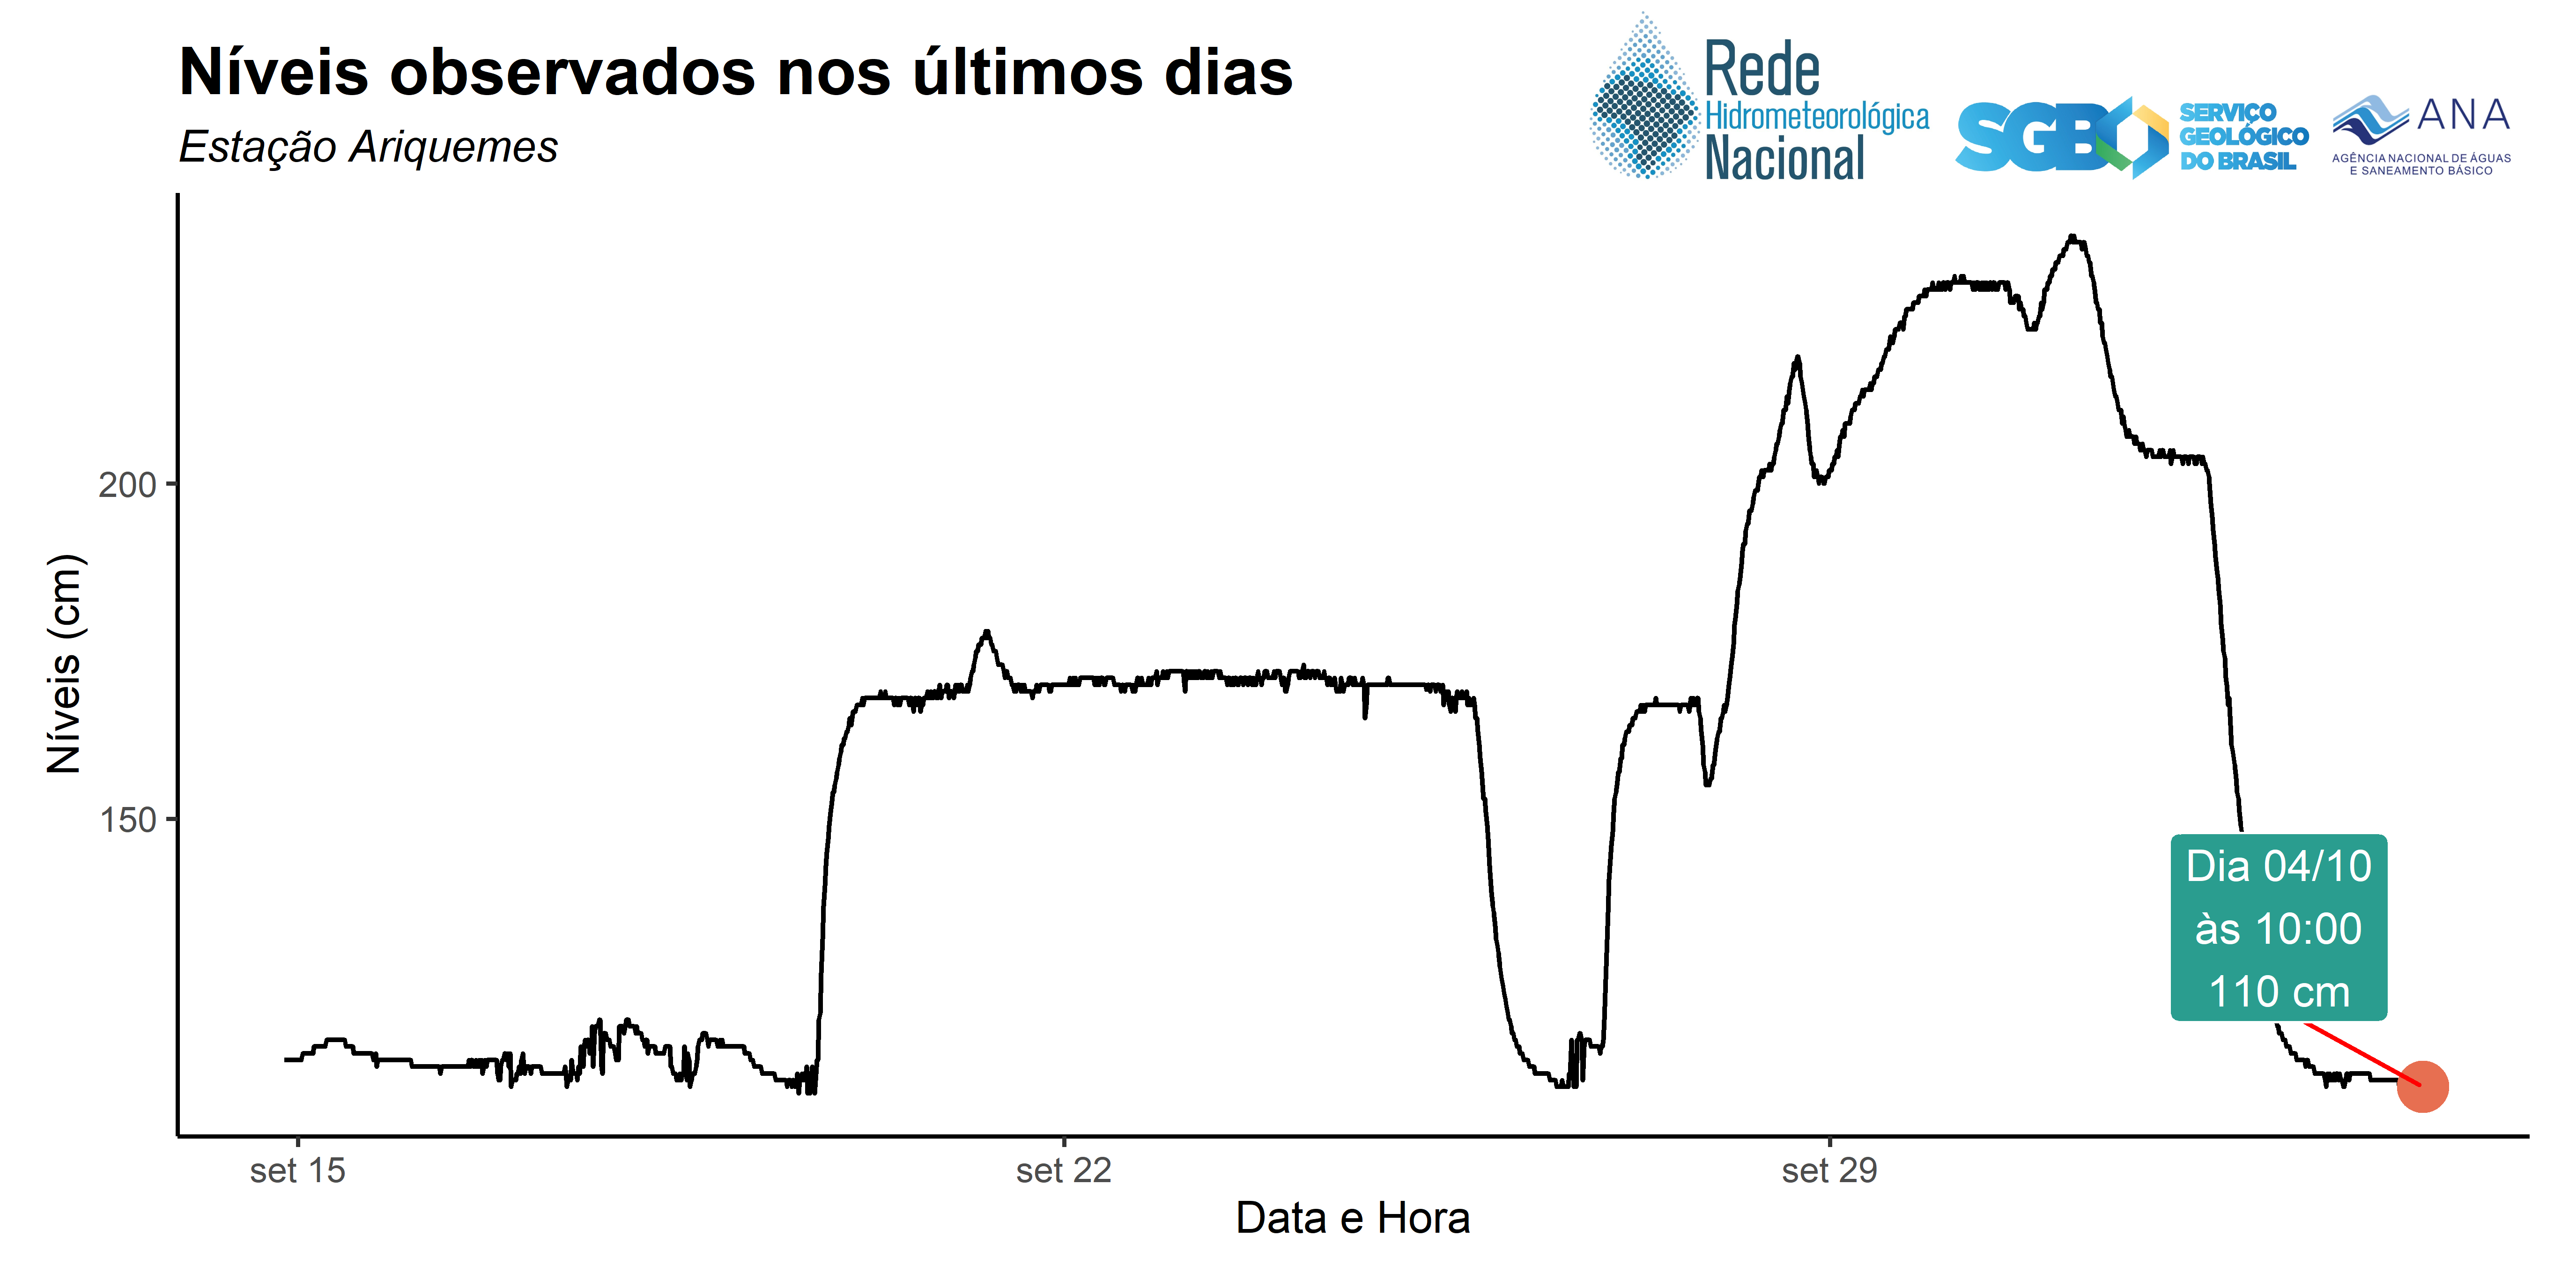 Níveis observados nos últimos dias
Estação Ariquemes
Rede
Hidrometeorológica
Nacional
SGB
SERVIÇO
GEOLÓGICO
DO BRASIL
ANA
AGÊNCIA NACIONAL DE ÁGUAS
E SANEAMENTO BÁSICO
Níveis (cm)
200
150
Dia 04/10
às 10:00
110 cm
set 15
set 22
set 29
Data e Hora